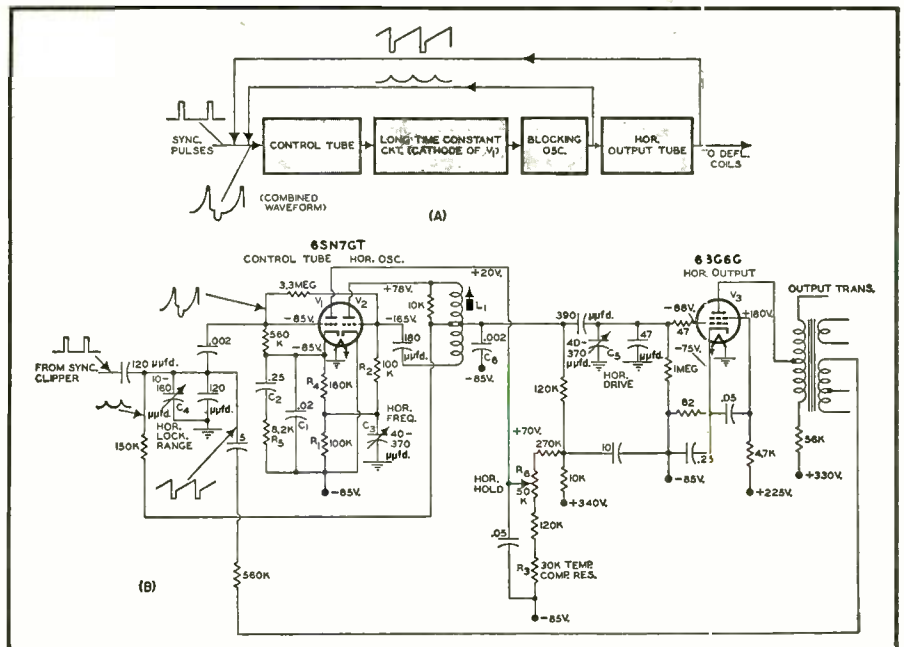 SYNC. PULSES
CONTROL TUBE
LONG TIME CONSTANT CKT. (CATHODE OF V₁)
BLOCKING OSC.
HOR. OUTPUT TUBE
TO DEFL. COILS
(COMBINED WAVEFORM)
(A)
6SN7GT
CONTROL TUBE HOR. OSC.
6BG6G
HOR. OUTPUT
3.3MEG
V₁
V₂
+78V.
+20V.
10K
L₁
390 μμfd.
-88V.
V₃
+180V.
OUTPUT TRANS.
FROM SYNC. CLIPPER
120 μμfd.
.002
-85V.
560K
-85V.
-165V.
180 μμfd.
.002
C₆
-85V.
40-370 μμfd.
C₅
HOR. DRIVE
47 μμfd.
47
-75V.
1MEG
10-160 μμfd.
C₄
HOR. LOCK. RANGE
120 μμfd.
.5
.25
C₂
.02
C₁
R₄
160K
R₂
100K
8.2K
R₅
R₁
100K
HOR. FREQ.
C₃
40-370 μμfd.
-85V.
150K
120K
82
.05
+70V.
270K
10
.25
-85V.
4.7K
+225V.
56K
+330V.
HOR. HOLD
R₆
50K
10K
+340V.
120K
.05
R₃
30K TEMP. COMP. RES.
-85V.
560K
(B)